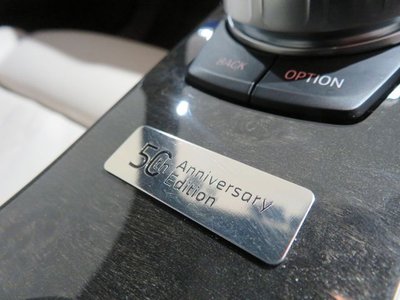 BACK
OPTION
50th Anniversary
Edition